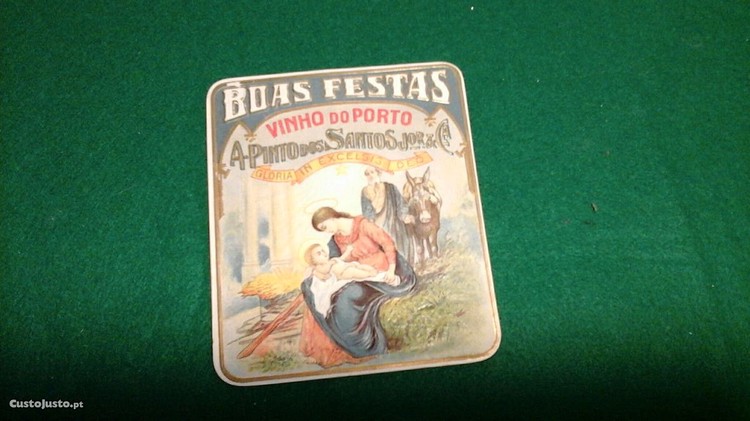 BOAS FESTAS
VINHO DO PORTO
A. PINTO DOS SANTOS JOR. & CA.
GLORIA IN EXCELSIS DEO
CustoJusto.pt